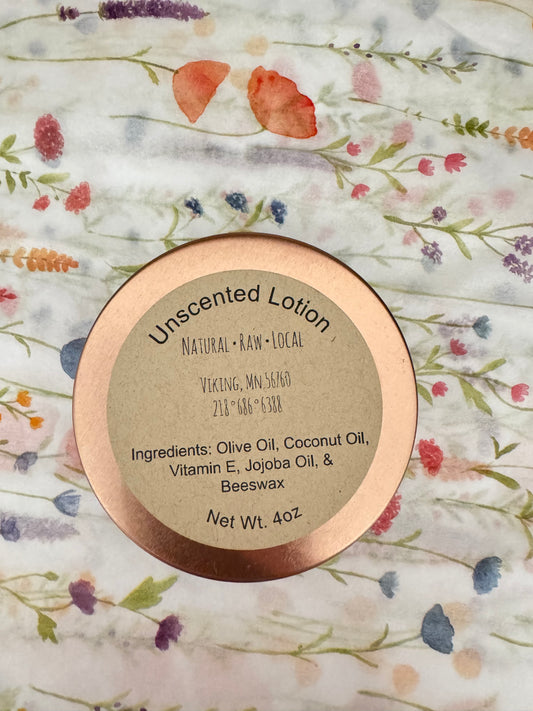 Unscented Lotion
Natural • Raw • Local
Viking, Mn 56760
218°686°6388
Ingredients: Olive Oil, Coconut Oil,
Vitamin E, Jojoba Oil, &
Beeswax
Net Wt. 4oz